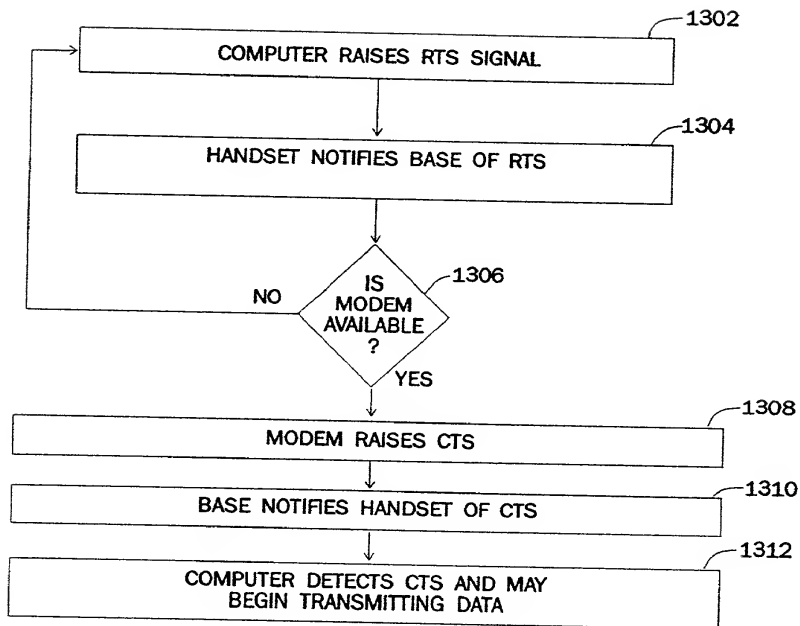 1302
COMPUTER RAISES RTS SIGNAL
1304
HANDSET NOTIFIES BASE OF RTS
1306
IS
MODEM
AVAILABLE
?
NO
YES
1308
MODEM RAISES CTS
1310
BASE NOTIFIES HANDSET OF CTS
1312
COMPUTER DETECTS CTS AND MAY
BEGIN TRANSMITTING DATA